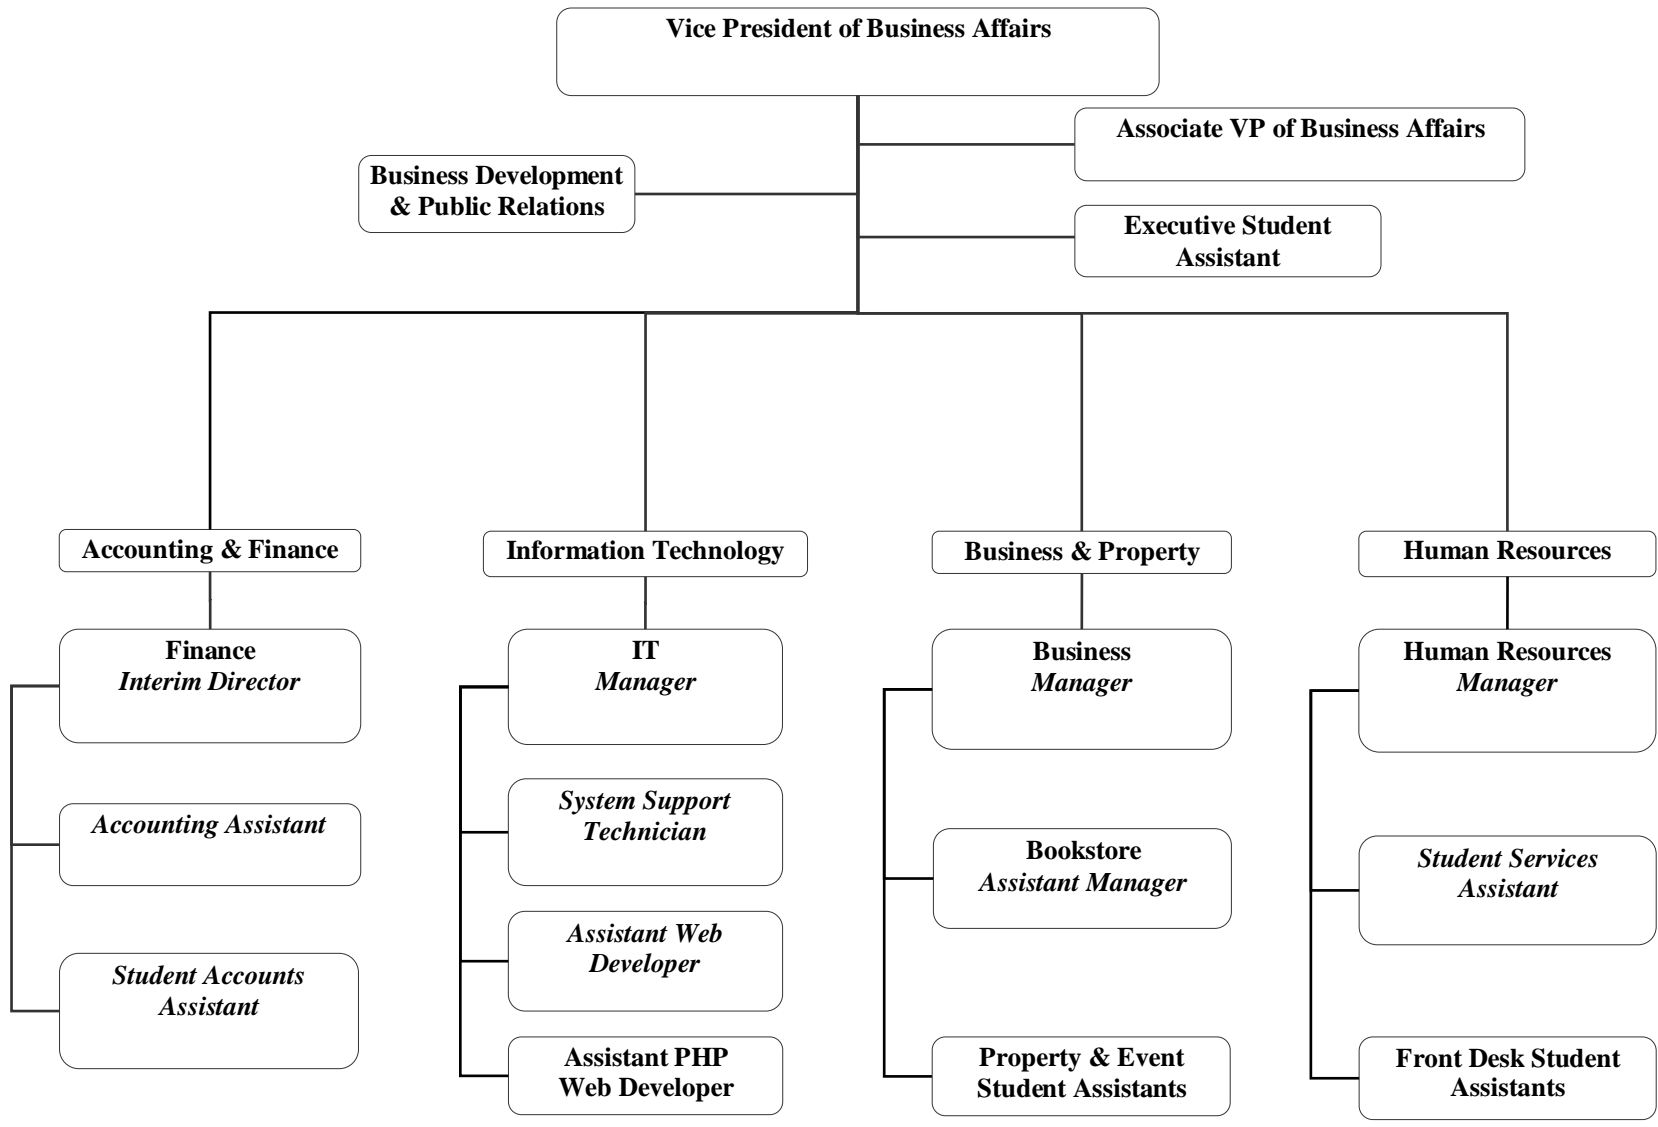 Vice President of Business Affairs
Associate VP of Business Affairs
Business Development
& Public Relations
Executive Student
Assistant
Accounting & Finance
Information Technology
Business & Property
Human Resources
Finance
Interim Director
IT
Manager
Business
Manager
Human Resources
Manager
Accounting Assistant
System Support
Technician
Bookstore
Assistant Manager
Student Services
Assistant
Student Accounts
Assistant
Assistant Web
Developer
Assistant PHP
Web Developer
Property & Event
Student Assistants
Front Desk Student
Assistants